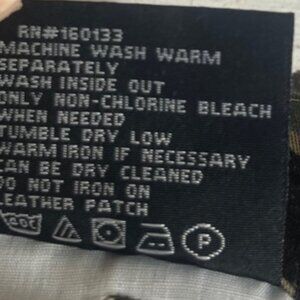 RN#160133
MACHINE WASH WARM
SEPARATELY
WASH INSIDE OUT
ONLY NON-CHLORINE BLEACH
WHEN NEEDED
TUMBLE DRY LOW
WARM IRON IF NECESSARY
CAN BE DRY CLEANED
DO NOT IRON ON
LEATHER PATCH
P